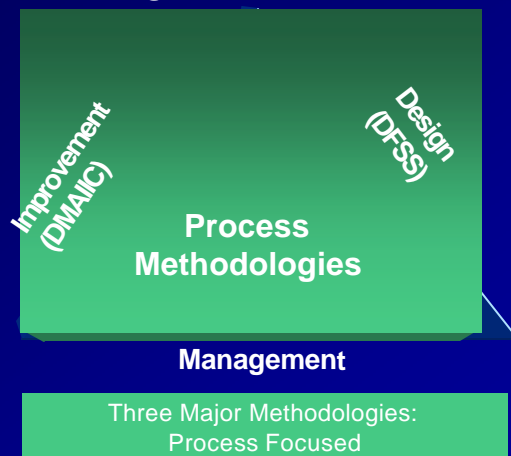 Improvement
(DMAIIC)
Design
(DFSS)
Process
Methodologies
Management
Three Major Methodologies:
Process Focused